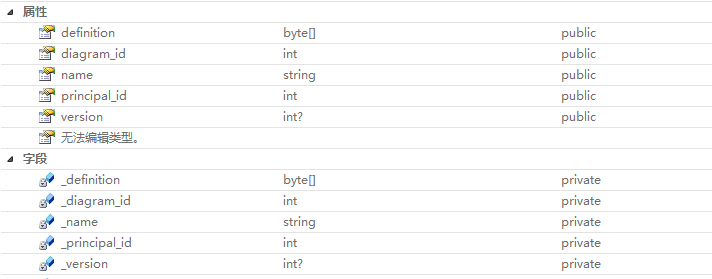 属性
definition byte[] public
diagram_id int public
name string public
principal_id int public
version int? public
无法编辑类型。
字段
_definition byte[] private
_diagram_id int private
_name string private
_principal_id int private
_version int? private